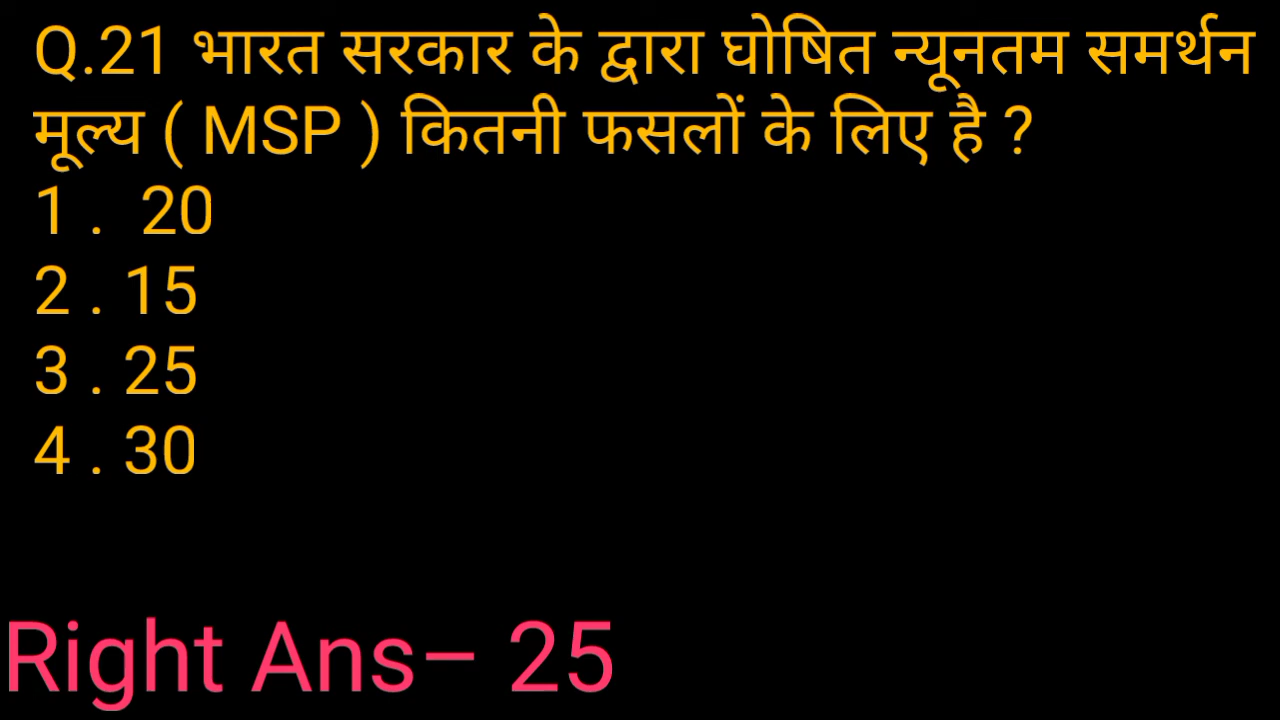 Q.21 भारत सरकार के द्वारा घोषित न्यूनतम समर्थन
मूल्य ( MSP ) कितनी फसलों के लिए है ?
1 .  20
2 . 15
3 . 25
4 . 30
Right Ans– 25